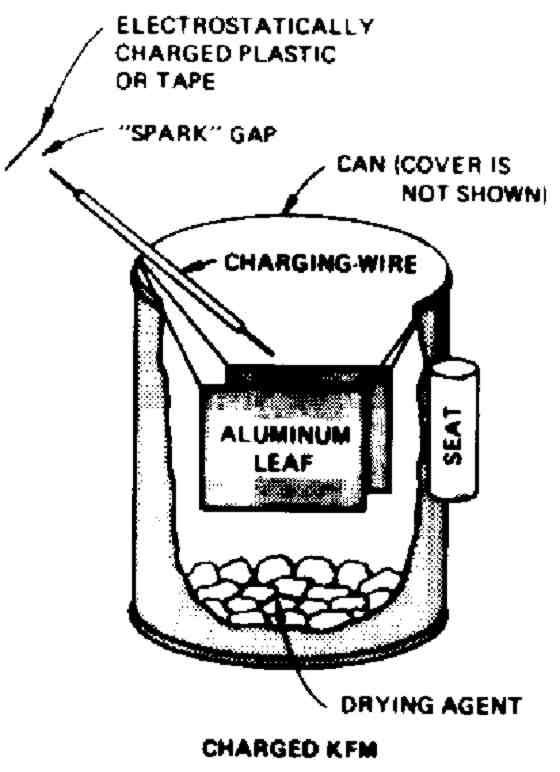 ELECTROSTATICALLY
CHARGED PLASTIC
OR TAPE
"SPARK" GAP
CAN (COVER IS
NOT SHOWN)
CHARGING-WIRE
ALUMINUM
LEAF
SEAT
DRYING AGENT
CHARGED KFM